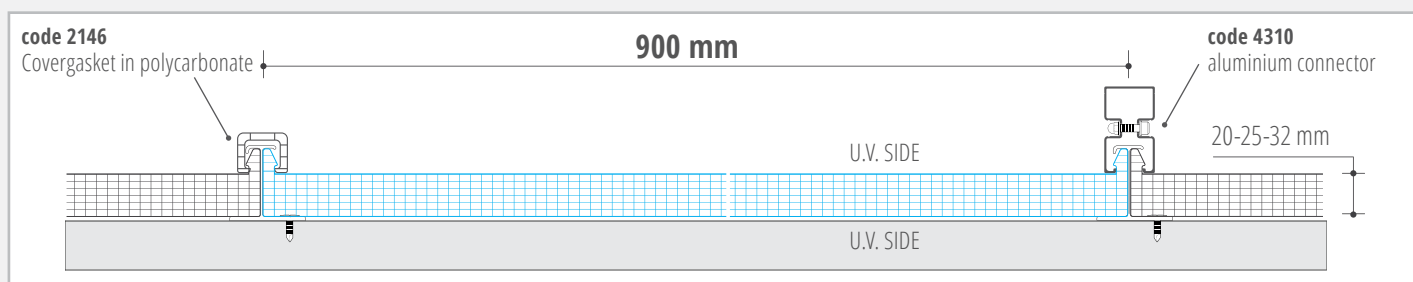 code 2146
Covergasket in polycarbonate
900 mm
code 4310
aluminium connector
20-25-32 mm
U.V. SIDE
U.V. SIDE